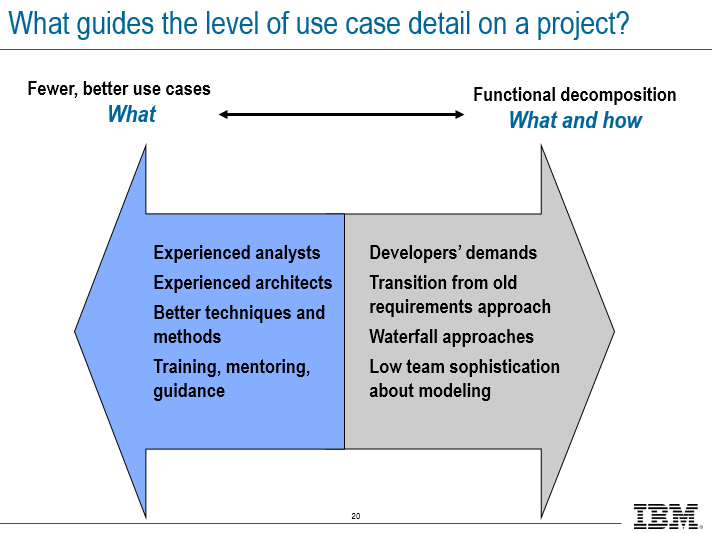 What guides the level of use case detail on a project?
Fewer, better use cases
What
Functional decomposition
What and how
Experienced analysts
Experienced architects
Better techniques and
methods
Training, mentoring,
guidance
Developers’ demands
Transition from old
requirements approach
Waterfall approaches
Low team sophistication
about modeling
20
IBM